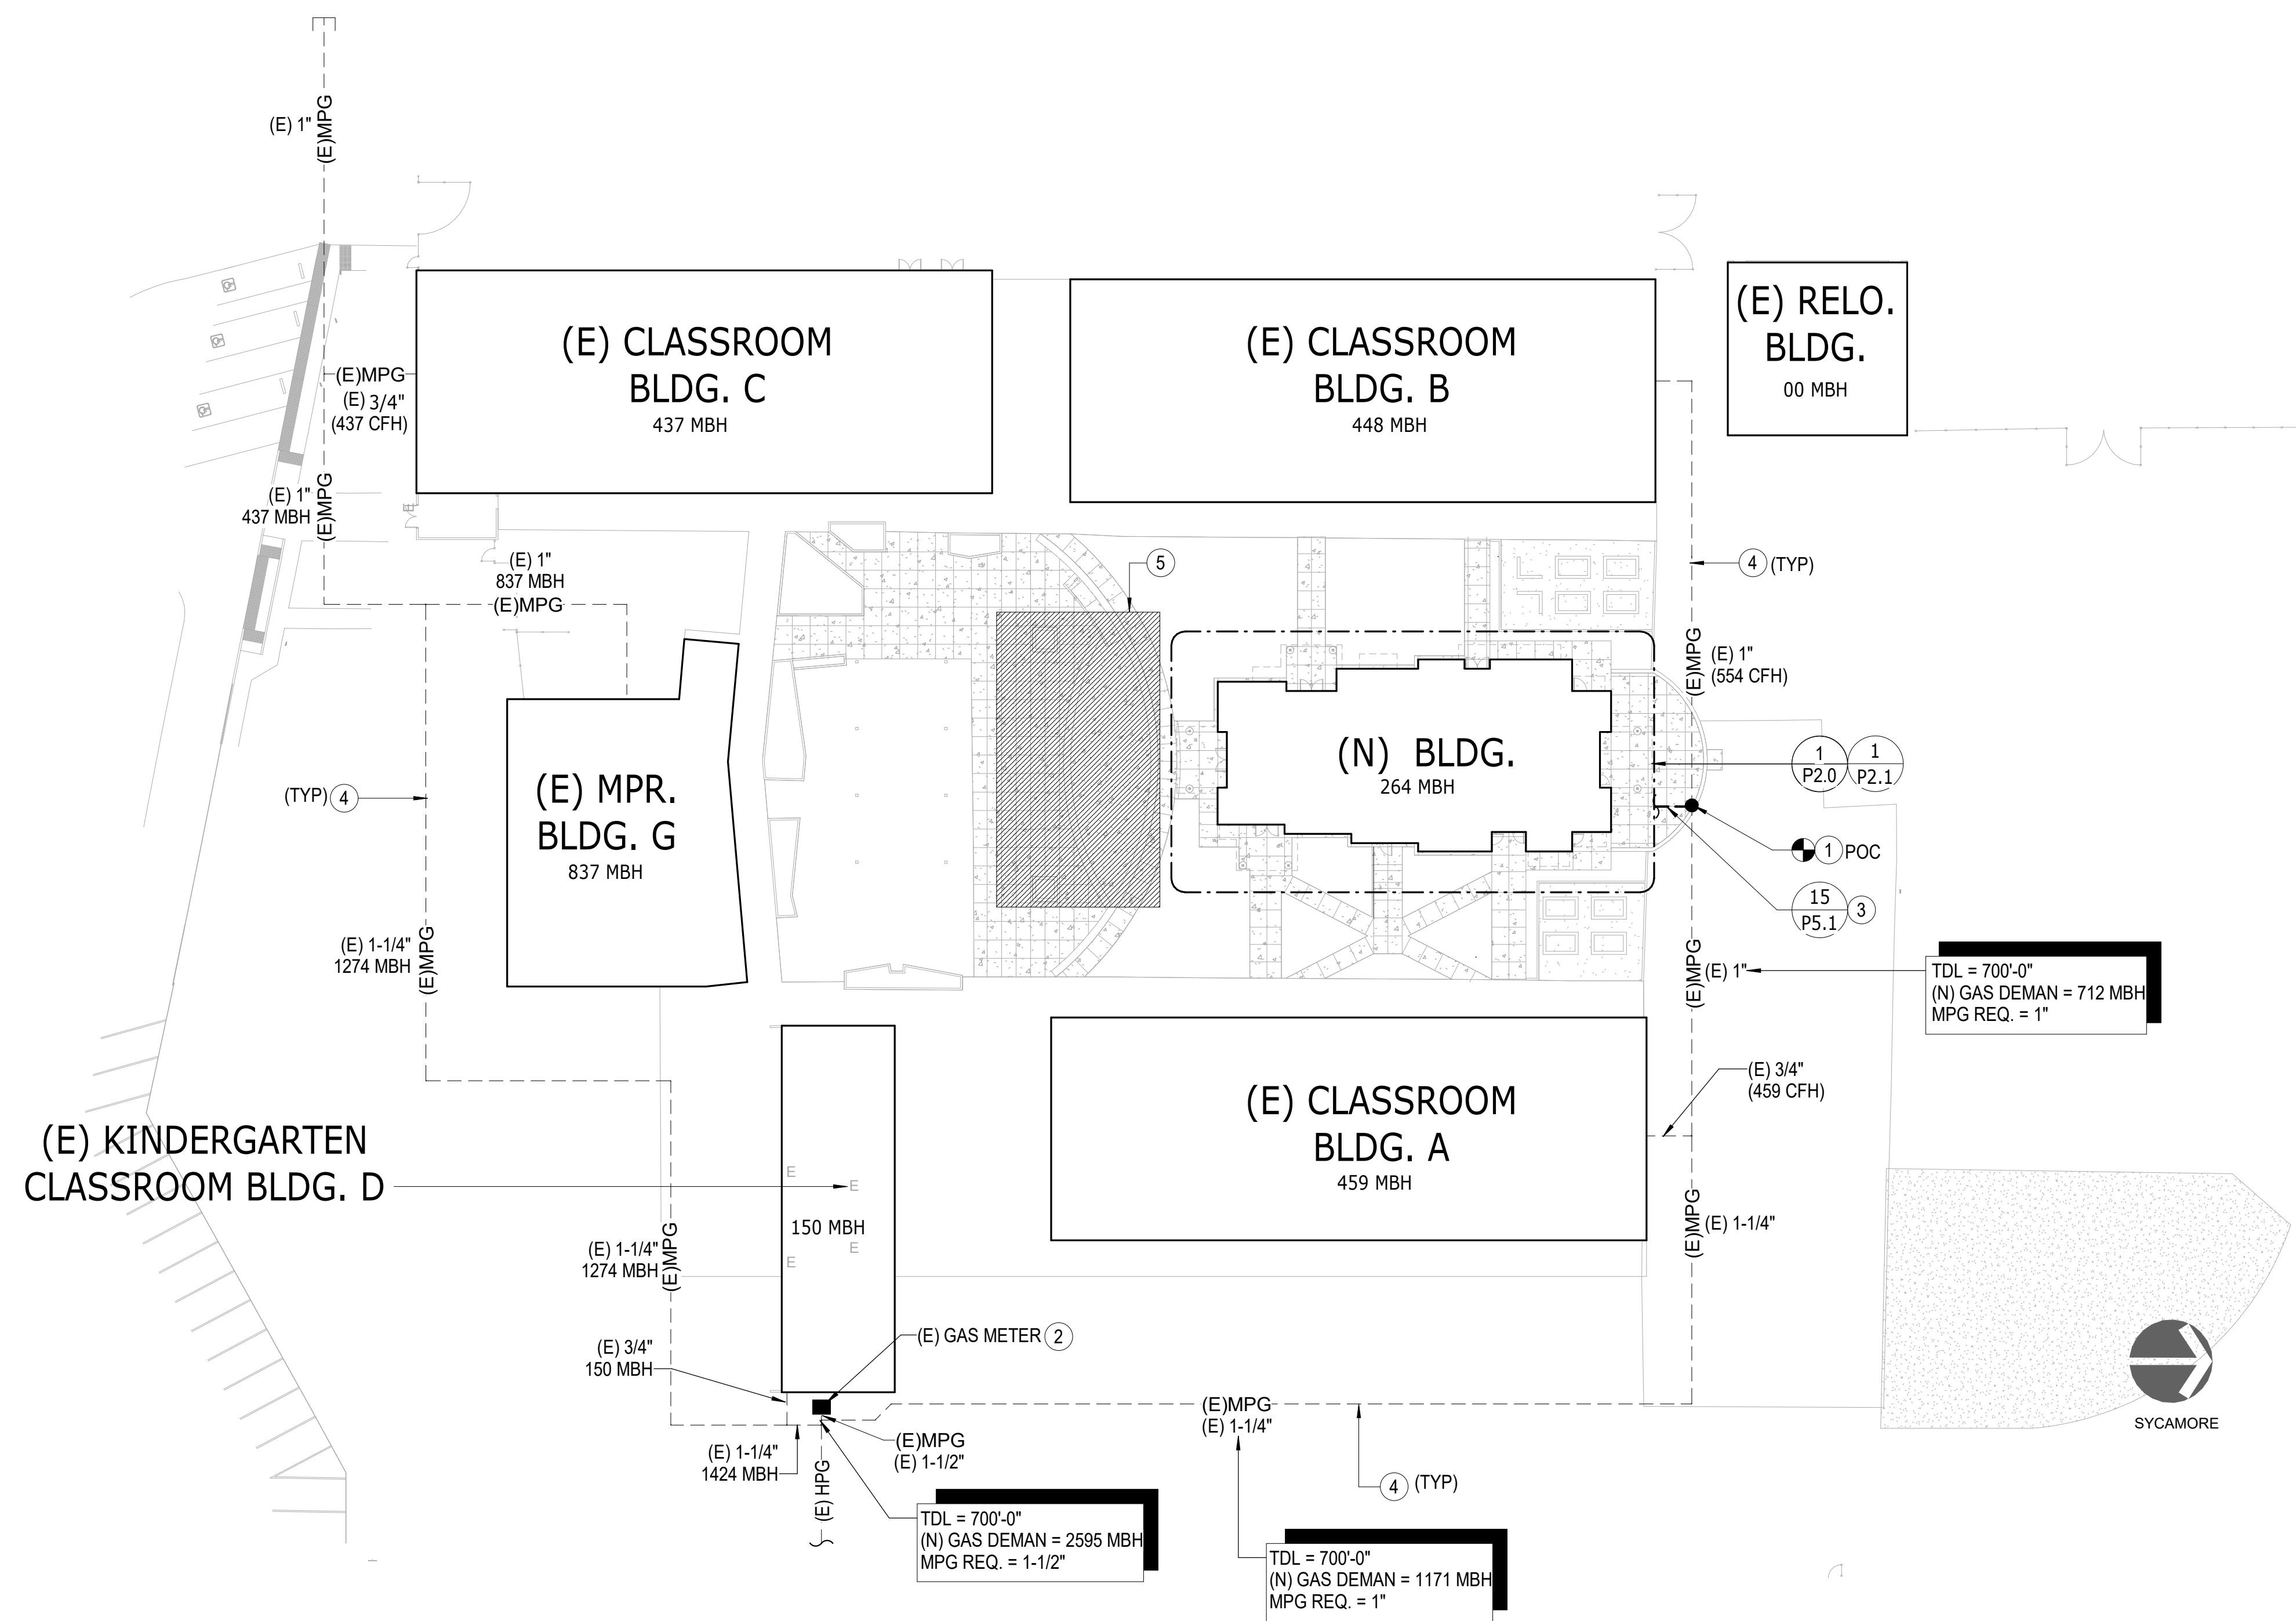 (E) 1"
(E)MPG
(E)MPG
(E) 3/4"
(437 CFH)
(E) CLASSROOM
BLDG. C
437 MBH
(E) CLASSROOM
BLDG. B
448 MBH
(E) RELO.
BLDG.
00 MBH
(E) 1"
437 MBH
(E)MPG
(E) 1"
837 MBH
(E)MPG
5
4 (TYP)
(E)MPG
(E) 1"
(554 CFH)
(TYP) 4
(E) MPR.
BLDG. G
837 MBH
(N) BLDG.
264 MBH
1
P2.0
1
P2.1
1 POC
15
P5.1
3
(E) 1-1/4"
1274 MBH
(E)MPG
(E)MPG
(E) 1"
TDL = 700'-0"
(N) GAS DEMAN = 712 MBH
MPG REQ. = 1"
(E) 3/4"
(459 CFH)
(E) CLASSROOM
BLDG. A
459 MBH
(E) KINDERGARTEN
CLASSROOM BLDG. D
E
E
150 MBH
E
E
(E)MPG
(E) 1-1/4"
(E) 1-1/4"
1274 MBH
(E)MPG
(E) 3/4"
150 MBH
(E) GAS METER 2
(E)MPG
(E) 1-1/4"
(E) 1-1/4"
1424 MBH
(E)MPG
(E) 1-1/2"
(E) HPG
4 (TYP)
SYCAMORE
TDL = 700'-0"
(N) GAS DEMAN = 2595 MBH
MPG REQ. = 1-1/2"
TDL = 700'-0"
(N) GAS DEMAN = 1171 MBH
MPG REQ. = 1"